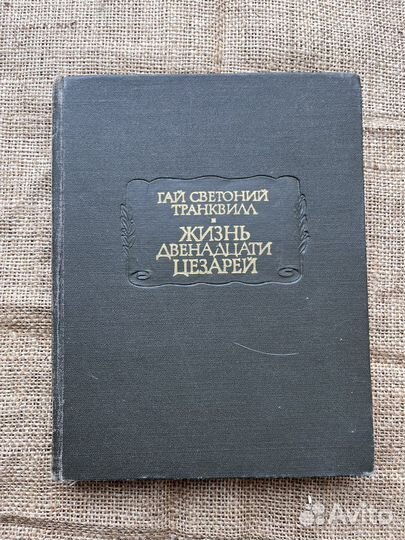 ГАЙ СВЕТОНИЙ
ТРАНКВИЛЛ
ЖИЗНЬ
ДВЕНАДЦАТИ
ЦЕЗАРЕЙ
Avito